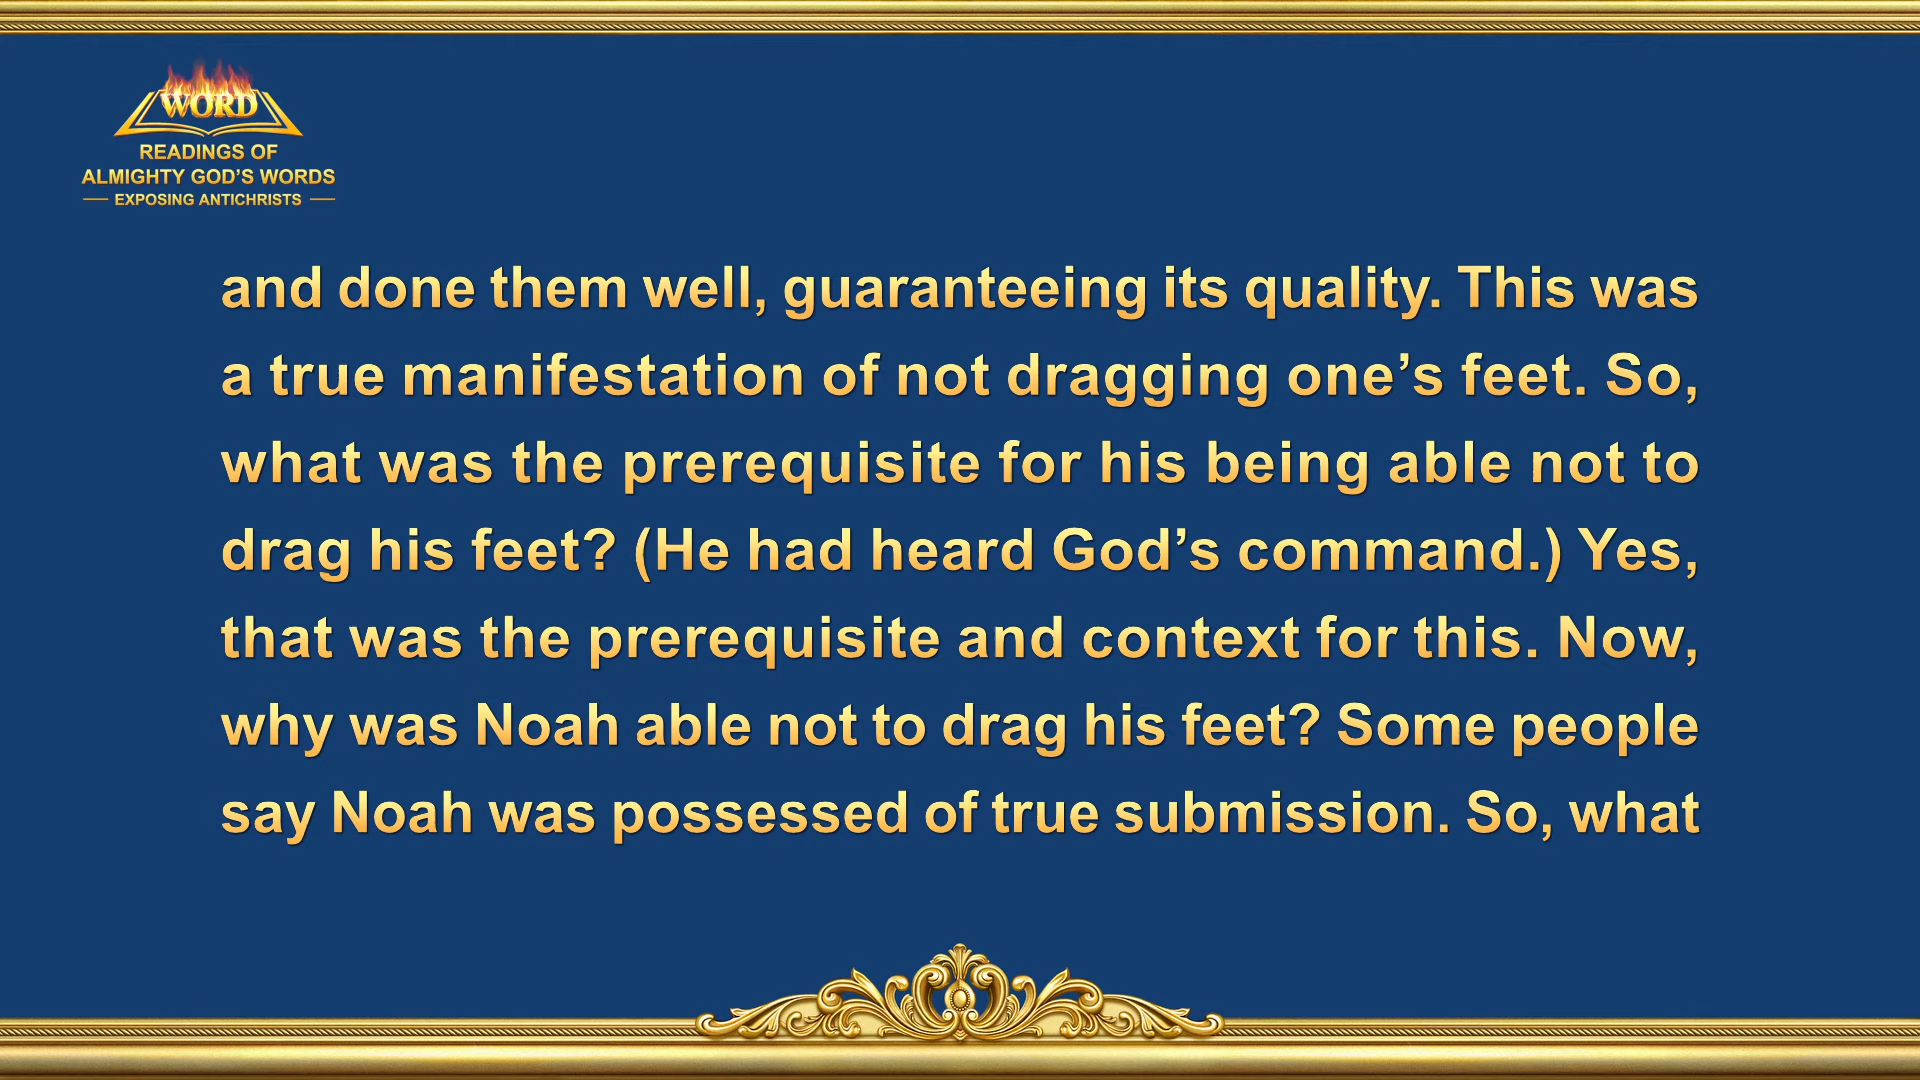 WORD
READINGS OF
ALMIGHTY GOD’S WORDS
EXPOSING ANTICHRISTS
and done them well, guaranteeing its quality. This was
a true manifestation of not dragging one’s feet. So,
what was the prerequisite for his being able not to
drag his feet? (He had heard God’s command.) Yes,
that was the prerequisite and context for this. Now,
why was Noah able not to drag his feet? Some people
say Noah was possessed of true submission. So, what